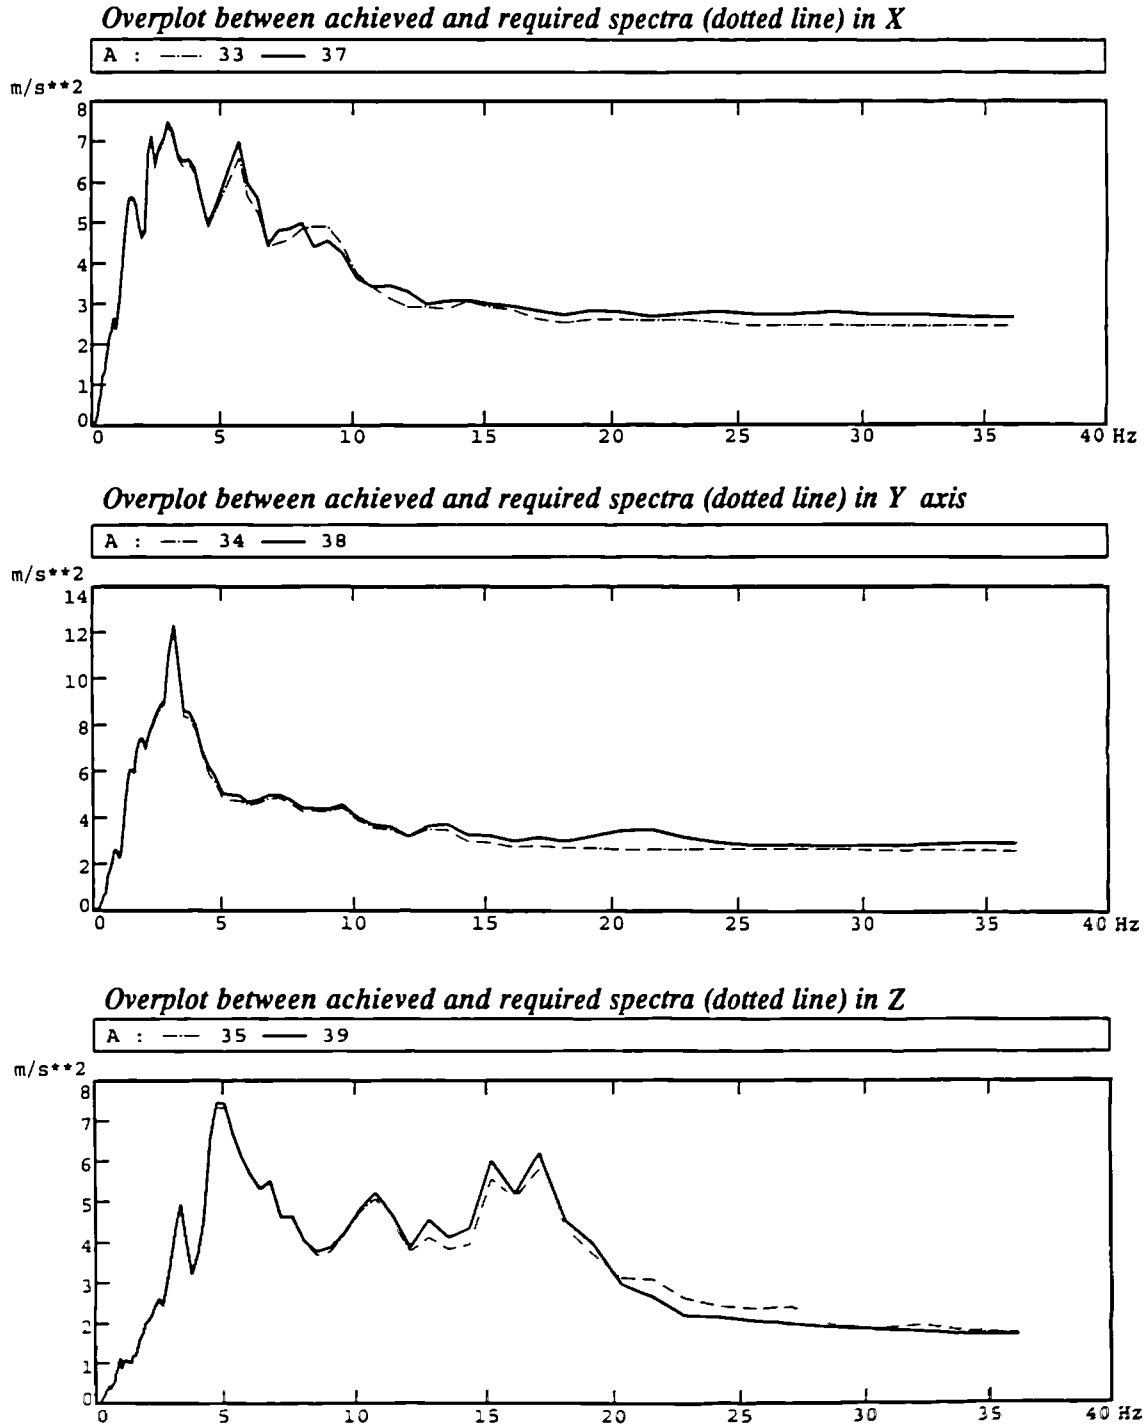 Overplot between achieved and required spectra (dotted line) in X
A : 33 37
m/s**2
8
7
6
5
4
3
2
1
0
0 5 10 15 20 25 30 35 40 Hz
Overplot between achieved and required spectra (dotted line) in Y axis
A : 34 38
m/s**2
14
12
10
8
6
4
2
0
0 5 10 15 20 25 30 35 40 Hz
Overplot between achieved and required spectra (dotted line) in Z
A : 35 39
m/s**2
8
7
6
5
4
3
2
1
0
0 5 10 15 20 25 30 35 40 Hz